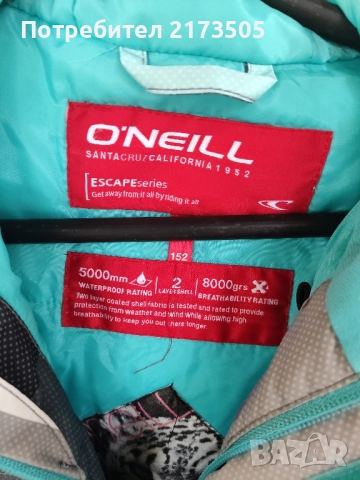 Потребител 2173505
O'NEILL
SANTA CRUZ/CALIFORNIA 1952
[ESCAPEseries
Get away from it all by riding it all
152
5000mm 2 8000grs
WATERPROOF RATING LAYER SHELL BREATHABILITY RATING
Two layer coated shell-fabric is tested and rated to provide
protection from weather and wind while allowing high
breathability to keep you out there longer.
BAZAR